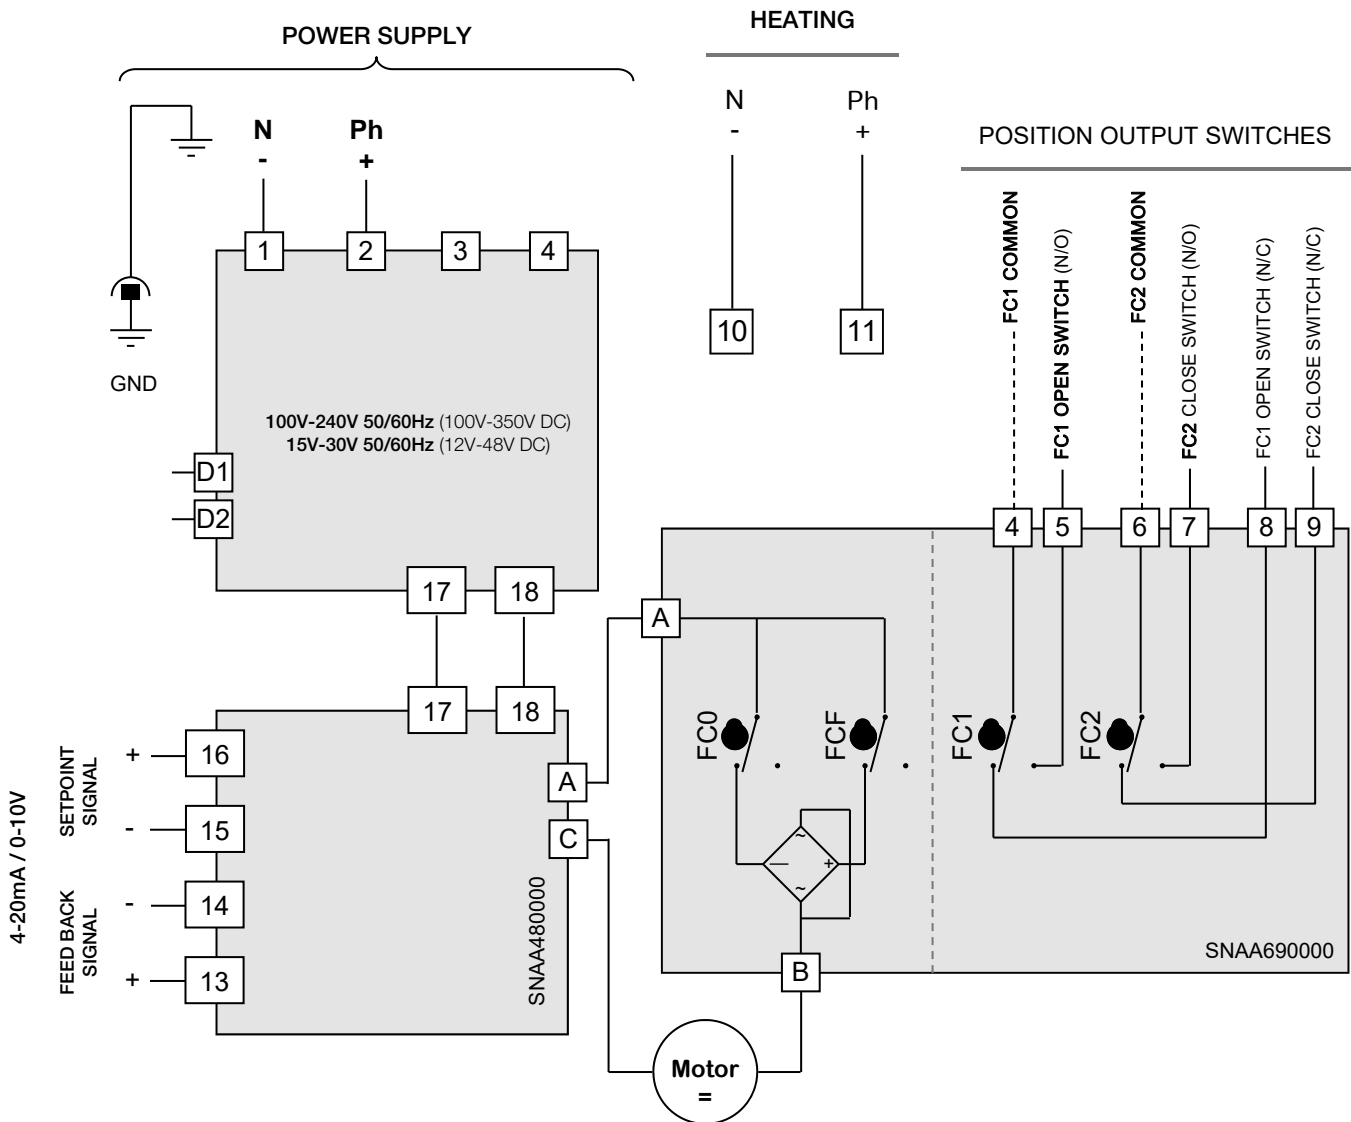 POWER SUPPLY
HEATING
N
-
Ph
+
N
-
Ph
+
POSITION OUTPUT SWITCHES
FC1 COMMON
FC1 OPEN SWITCH (N/O)
FC2 COMMON
FC2 CLOSE SWITCH (N/O)
FC1 OPEN SWITCH (N/C)
FC2 CLOSE SWITCH (N/C)
1
2
3
4
10
11
GND
100V-240V 50/60Hz (100V-350V DC)
15V-30V 50/60Hz (12V-48V DC)
D1
D2
4
5
6
7
8
9
17
18
A
17
18
FC0
FCF
FC1
FC2
4-20mA / 0-10V
SETPOINT
SIGNAL
+
16
-
15
FEED BACK
SIGNAL
-
14
+
13
A
C
SNAA480000
~
—
+
~
SNAA690000
B
Motor
=